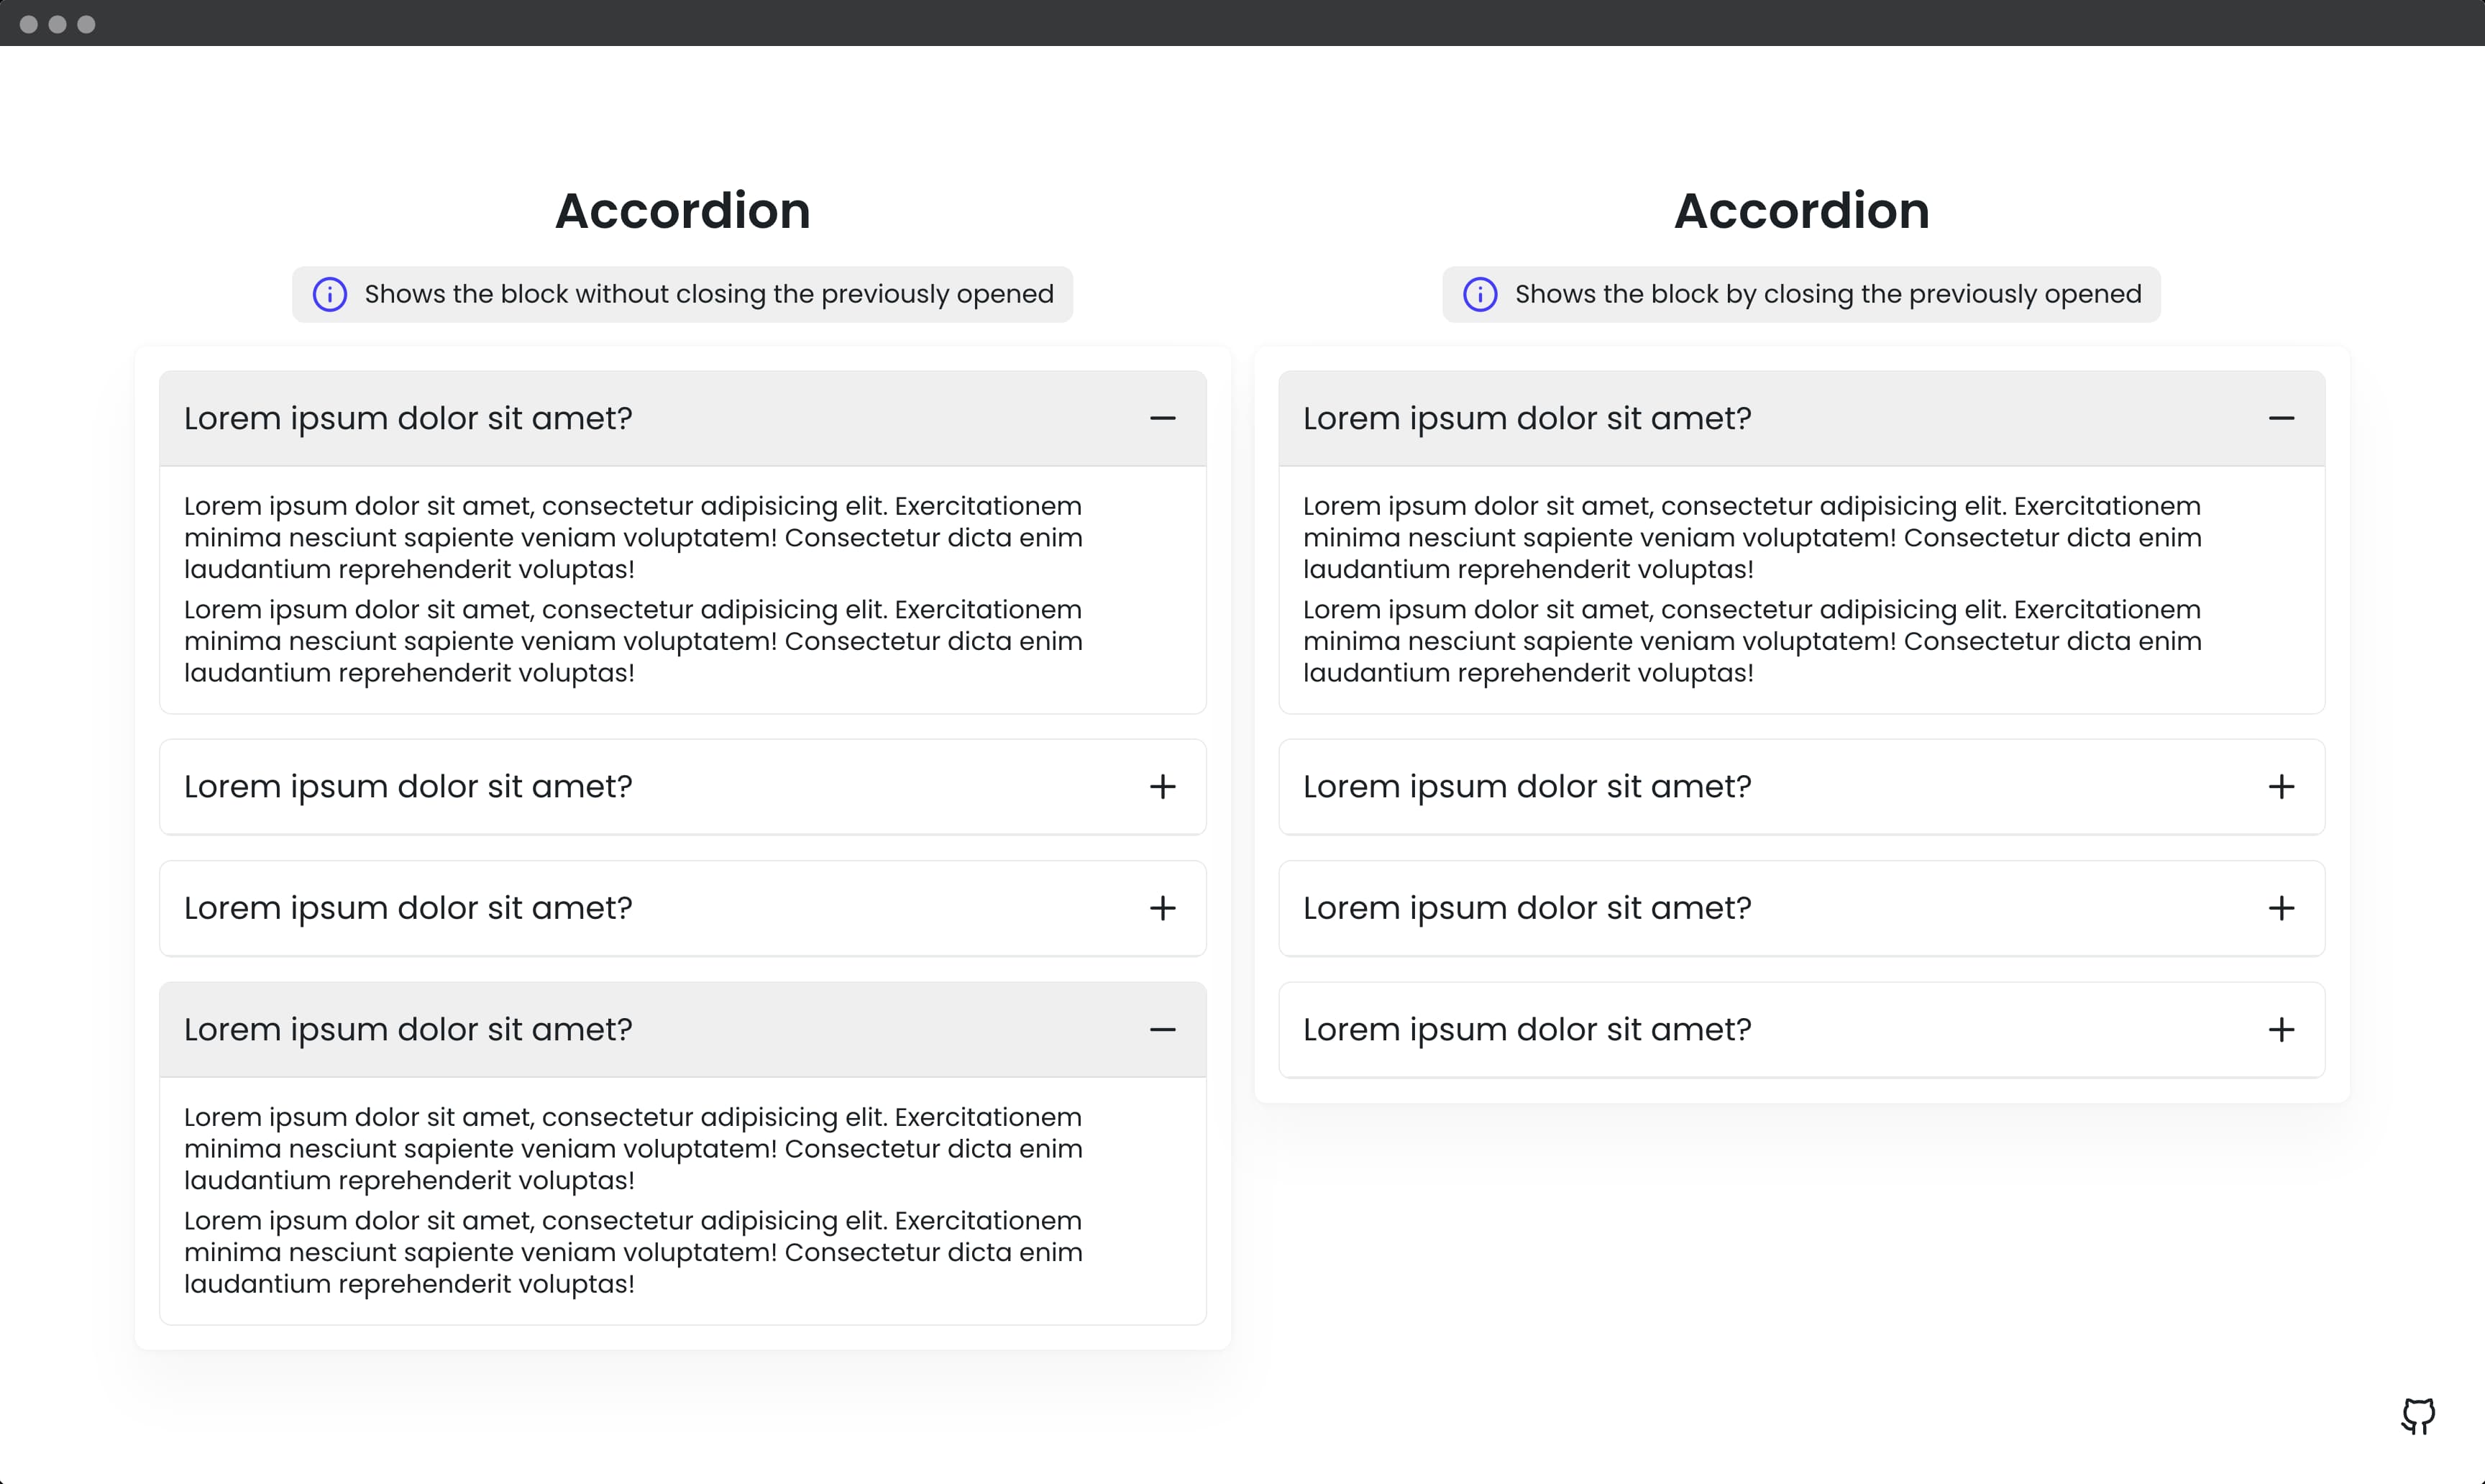 Accordion
Shows the block without closing the previously opened
Lorem ipsum dolor sit amet?
Lorem ipsum dolor sit amet, consectetur adipisicing elit. Exercitationem
minima nesciunt sapiente veniam voluptatem! Consectetur dicta enim
laudantium reprehenderit voluptas!
Lorem ipsum dolor sit amet, consectetur adipisicing elit. Exercitationem
minima nesciunt sapiente veniam voluptatem! Consectetur dicta enim
laudantium reprehenderit voluptas!
Lorem ipsum dolor sit amet?
Lorem ipsum dolor sit amet?
Lorem ipsum dolor sit amet?
Lorem ipsum dolor sit amet, consectetur adipisicing elit. Exercitationem
minima nesciunt sapiente veniam voluptatem! Consectetur dicta enim
laudantium reprehenderit voluptas!
Lorem ipsum dolor sit amet, consectetur adipisicing elit. Exercitationem
minima nesciunt sapiente veniam voluptatem! Consectetur dicta enim
laudantium reprehenderit voluptas!
Accordion
Shows the block by closing the previously opened
Lorem ipsum dolor sit amet?
Lorem ipsum dolor sit amet, consectetur adipisicing elit. Exercitationem
minima nesciunt sapiente veniam voluptatem! Consectetur dicta enim
laudantium reprehenderit voluptas!
Lorem ipsum dolor sit amet, consectetur adipisicing elit. Exercitationem
minima nesciunt sapiente veniam voluptatem! Consectetur dicta enim
laudantium reprehenderit voluptas!
Lorem ipsum dolor sit amet?
Lorem ipsum dolor sit amet?
Lorem ipsum dolor sit amet?